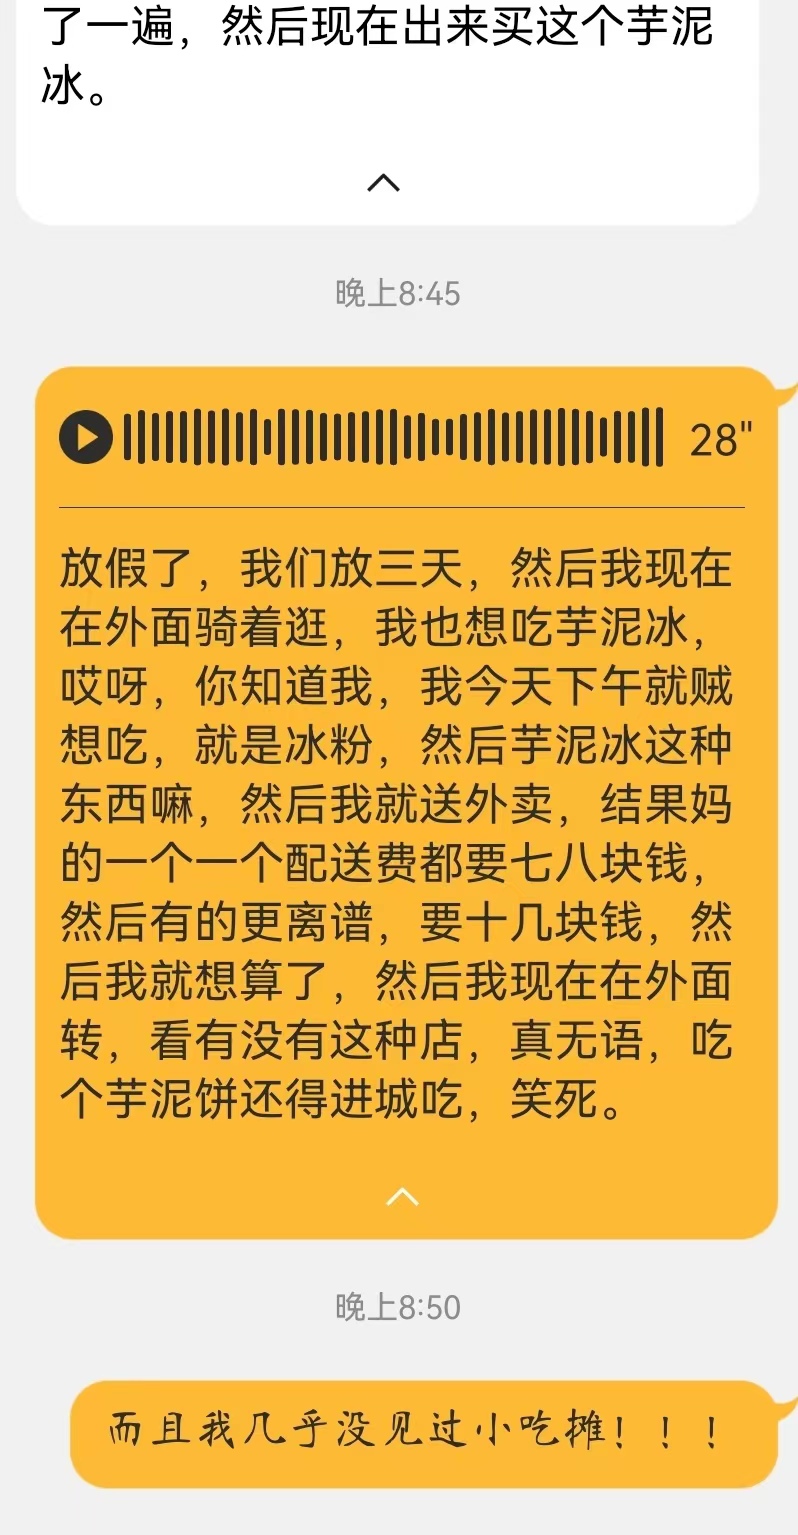 了一遍，然后现在出来买这个芋泥
冰。
晚上8:45
28"
放假了，我们放三天，然后我现在
在外面骑着逛，我也想吃芋泥冰，
哎呀，你知道我，我今天下午就贼
想吃，就是冰粉，然后芋泥冰这种
东西嘛，然后我就送外卖，结果妈
的一个一个配送费都要七八块钱，
然后有的更离谱，要十几块钱，然
后我就想算了，然后我现在在外面
转，看有没有这种店，真无语，吃
个芋泥饼还得进城吃，笑死。
晚上8:50
而且我几乎没见过小吃摊！！！